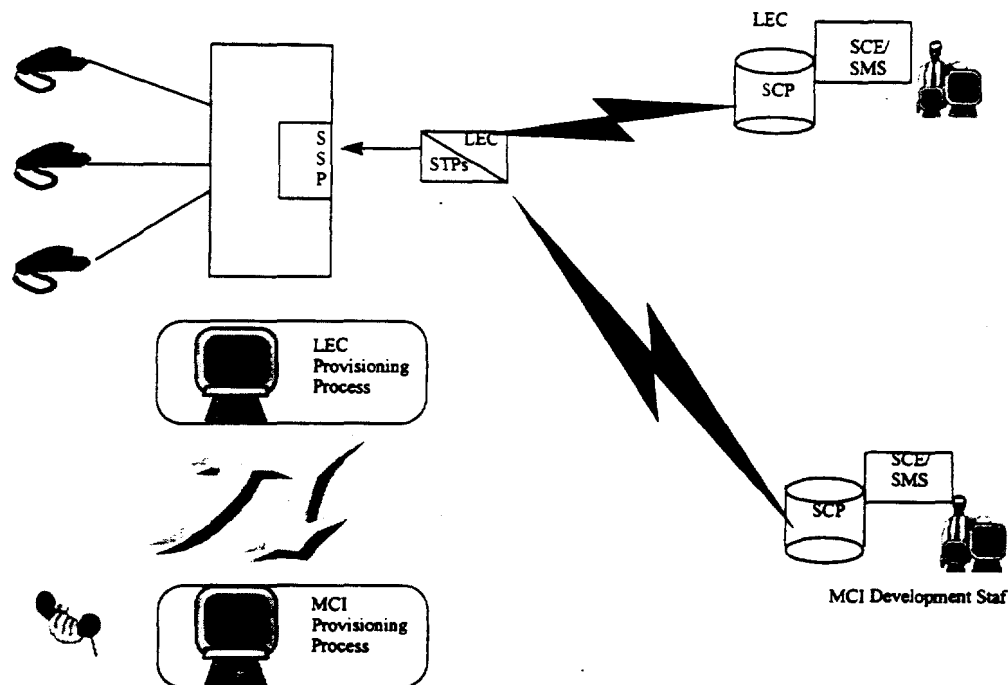 LEC
SCE/
SMS
SCP
S
S
P
LEC
STPs
LEC
Provisioning
Process
SCE/
SMS
SCP
MCI Development Staf
MCI
Provisioning
Process